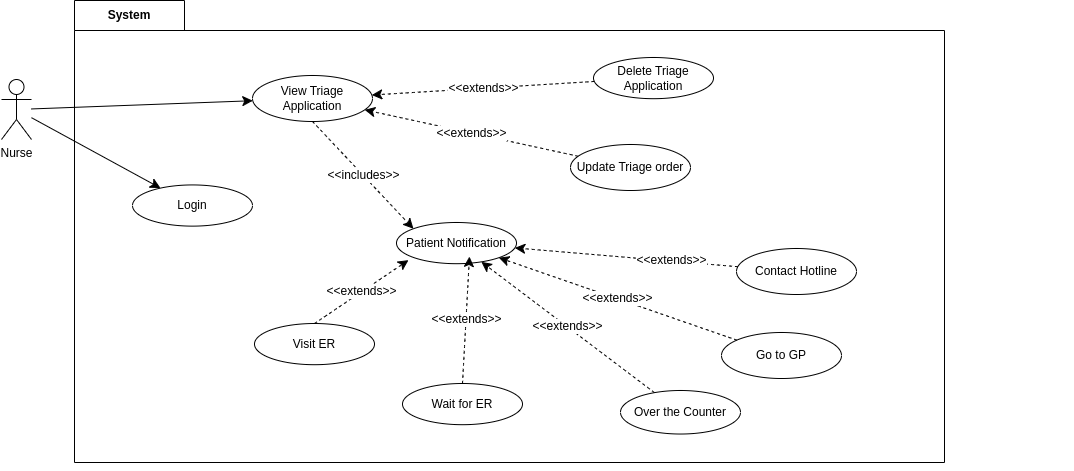 System
Nurse
View Triage
Application
<<extends>>
Delete Triage
Application
<<extends>>
Update Triage order
<<includes>>
Login
Patient Notification
<<extends>>
Contact Hotline
<<extends>>
Visit ER
<<extends>>
Wait for ER
<<extends>>
Over the Counter
<<extends>>
Go to GP